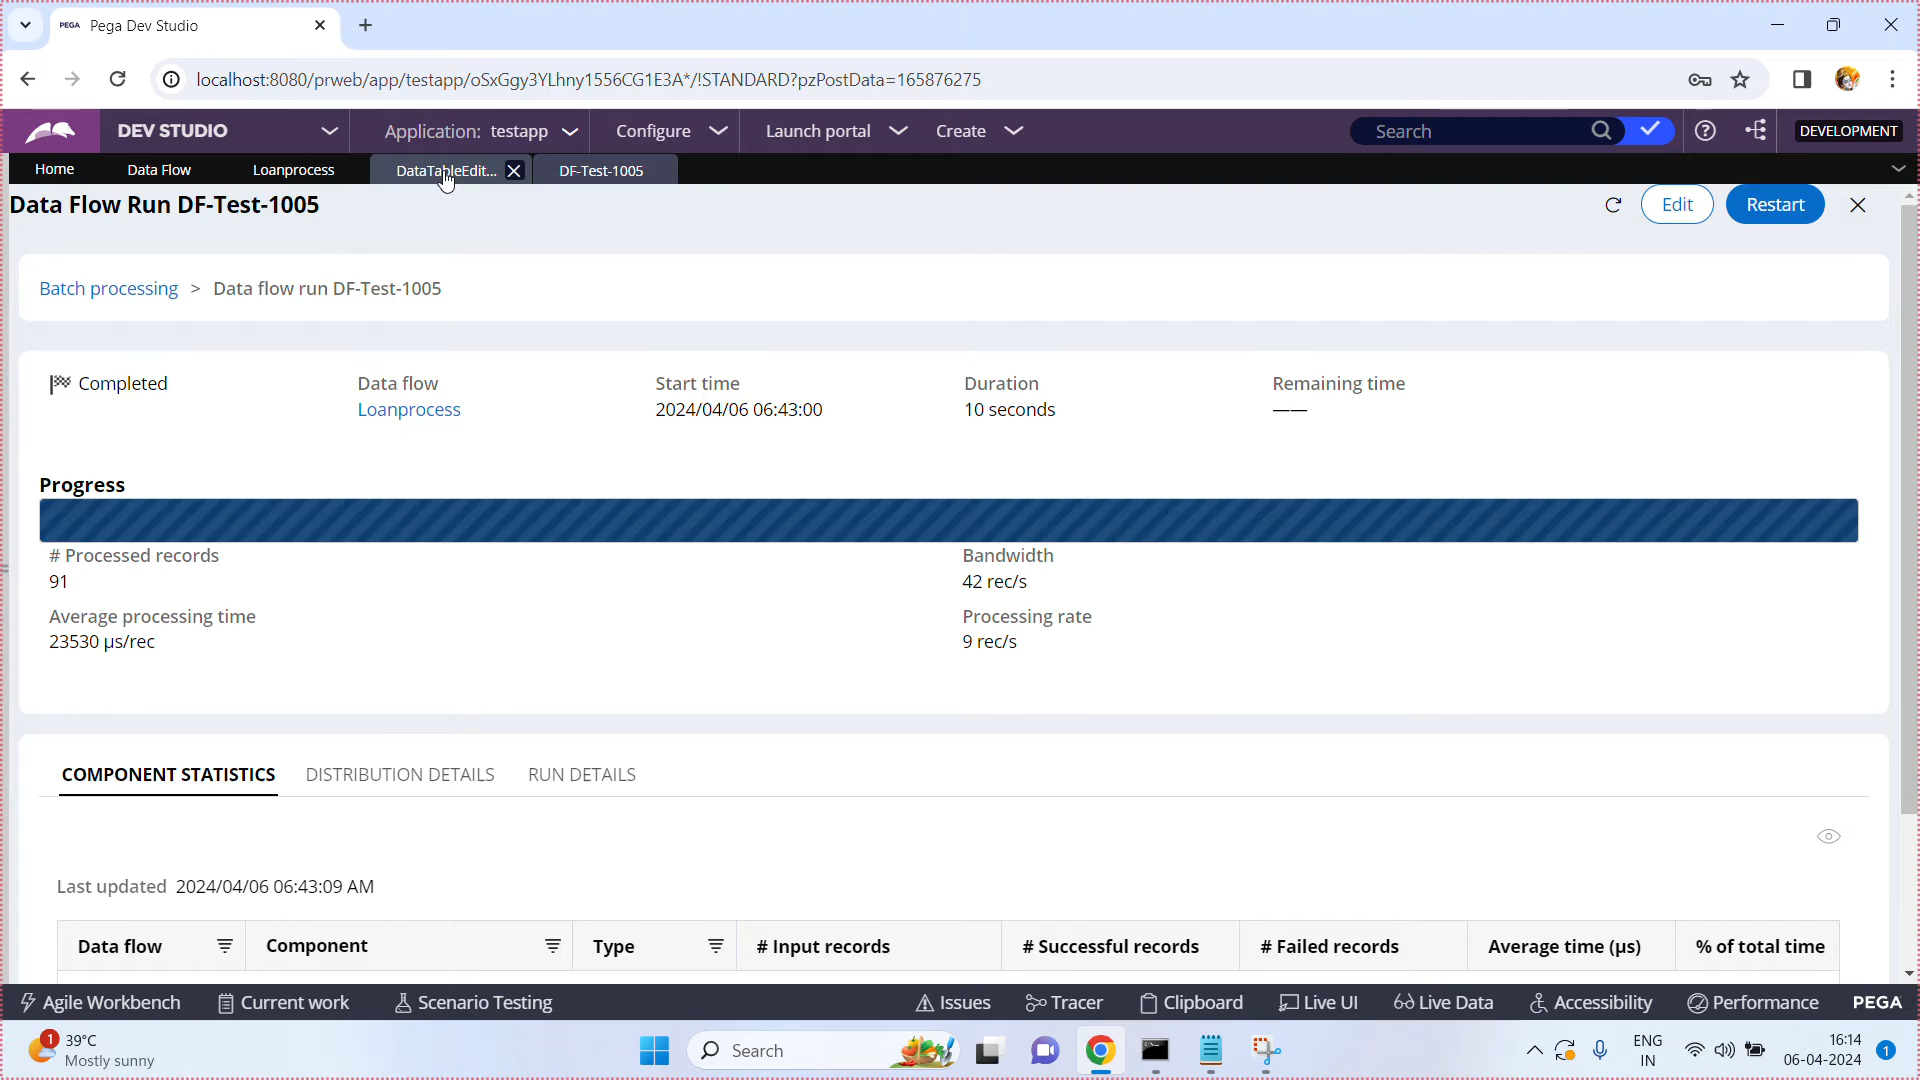 PEGA Pega Dev Studio
localhost:8080/prweb/app/testapp/oSxGgy3YLhny1556CG1E3A*/!STANDARD?pzPostData=165876275
DEV STUDIO Application: testapp Configure Launch portal Create Search DEVELOPMENT
Home Data Flow Loanprocess DataTableEdit... DF-Test-1005
Data Flow Run DF-Test-1005 Edit Restart
Batch processing > Data flow run DF-Test-1005
Completed Data flow Start time Duration Remaining time
Loanprocess 2024/04/06 06:43:00 10 seconds ——
Progress
# Processed records Bandwidth
91 42 rec/s
Average processing time Processing rate
23530 µs/rec 9 rec/s
COMPONENT STATISTICS DISTRIBUTION DETAILS RUN DETAILS
Last updated 2024/04/06 06:43:09 AM
Data flow Component Type # Input records # Successful records # Failed records Average time (µs) % of total time
Agile Workbench Current work Scenario Testing Issues Tracer Clipboard Live UI Live Data Accessibility Performance PEGA
1 39°C Search ENG 16:14
Mostly sunny IN 06-04-2024 1